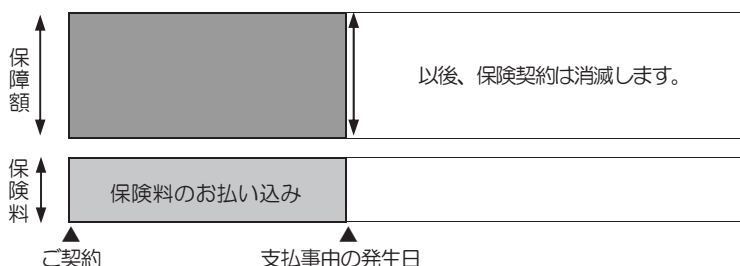 保障額
以後、保険契約は消滅します。
保険料
保険料のお払い込み
ご契約
支払事由の発生日